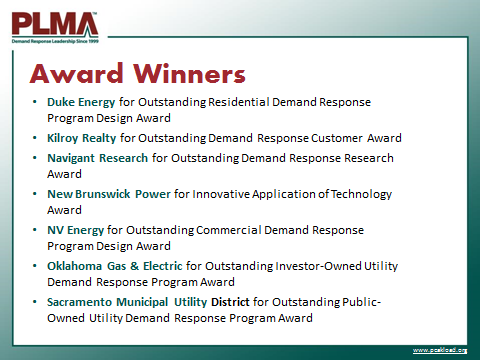 PLMA™
Demand Response Leadership Since 1999
Award Winners
• Duke Energy for Outstanding Residential Demand Response
Program Design Award
• Kilroy Realty for Outstanding Demand Response Customer Award
• Navigant Research for Outstanding Demand Response Research
Award
• New Brunswick Power for Innovative Application of Technology
Award
• NV Energy for Outstanding Commercial Demand Response
Program Design Award
• Oklahoma Gas & Electric for Outstanding Investor-Owned Utility
Demand Response Program Award
• Sacramento Municipal Utility District for Outstanding Public-
Owned Utility Demand Response Program Award
www.peakload.org